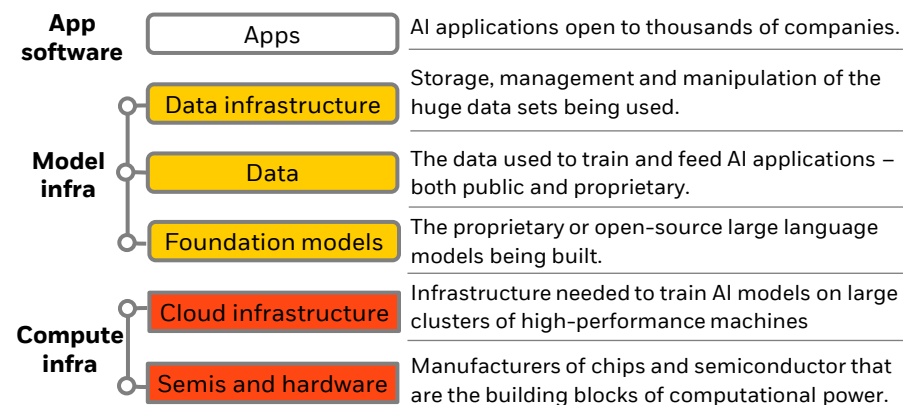 App
software
Apps
AI applications open to thousands of companies.
Model
infra
Data infrastructure
Storage, management and manipulation of the
huge data sets being used.
Data
The data used to train and feed AI applications –
both public and proprietary.
Foundation models
The proprietary or open-source large language
models being built.
Compute
infra
Cloud infrastructure
Infrastructure needed to train AI models on large
clusters of high-performance machines
Semis and hardware
Manufacturers of chips and semiconductor that
are the building blocks of computational power.